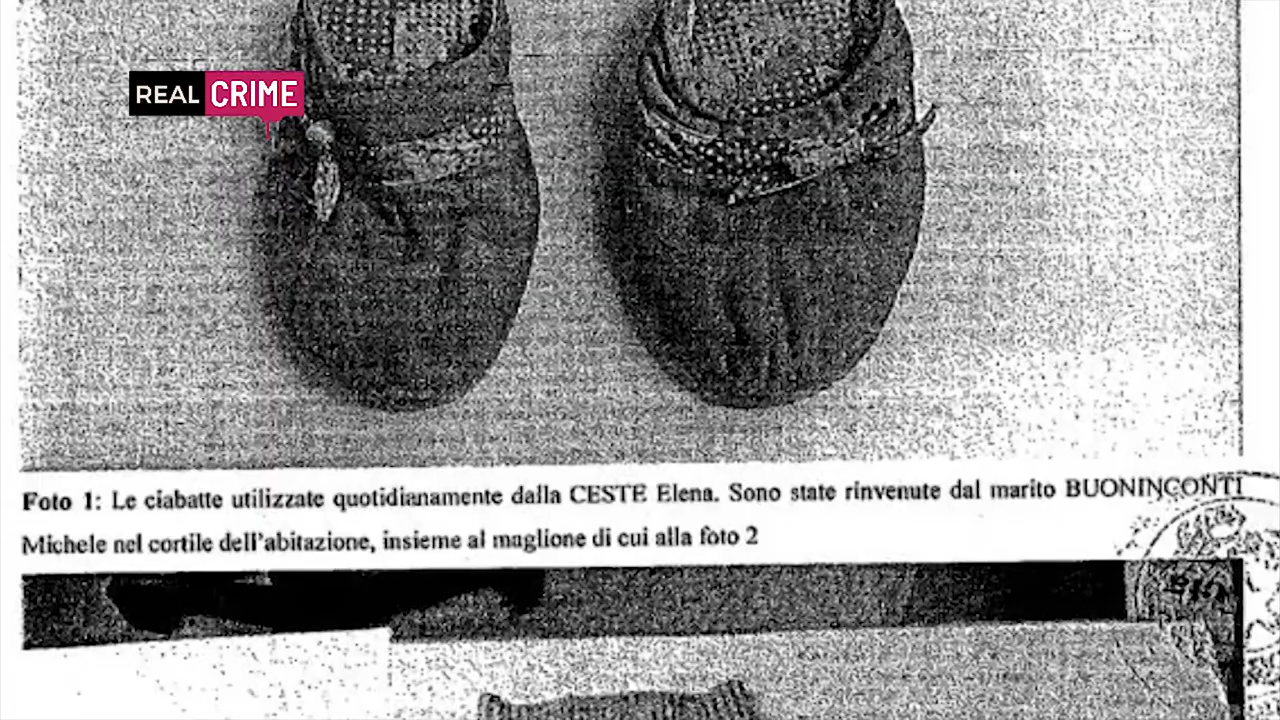 REAL CRIME
Foto 1: Le ciabatte utilizzate quotidianamente dalla CESTE Elena. Sono state rinvenute dal marito BUONINCONTI
Michele nel cortile dell'abitazione, insieme al maglione di cui alla foto 2